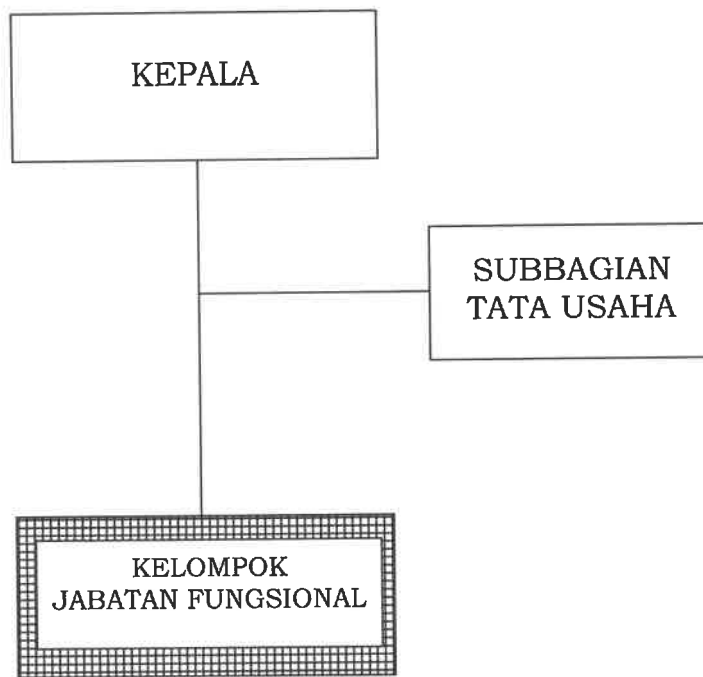 KEPALA
SUBBAGIAN
TATA USAHA
KELOMPOK
JABATAN FUNGSIONAL